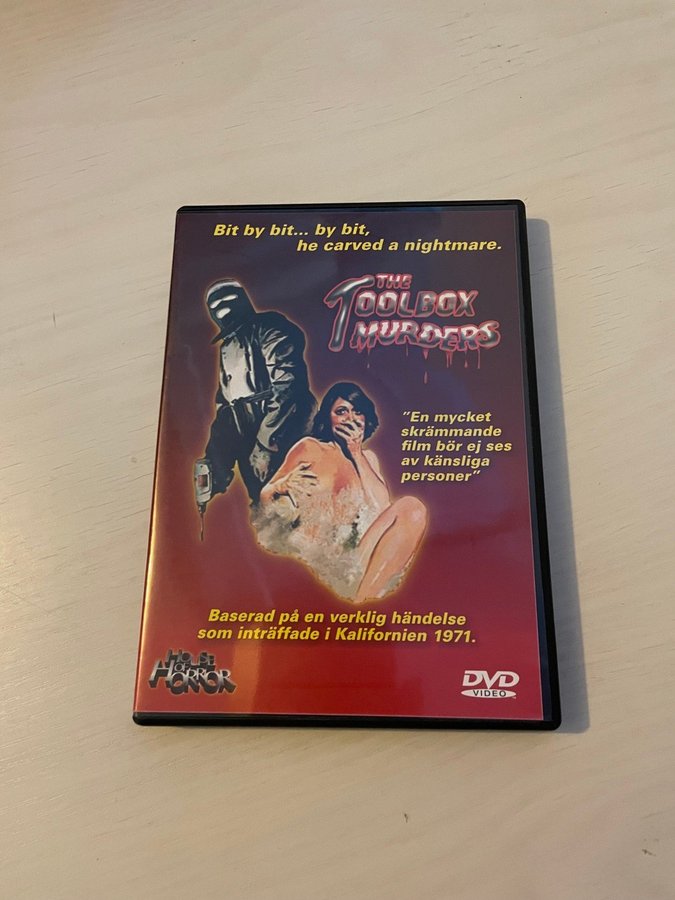 Bit by bit... by bit,
he carved a nightmare.
THE
TOOLBOX
MURDERS
"En mycket
skrämmande
film bör ej ses
av känsliga
personer"
Baserad på en verklig händelse
som inträffade i Kalifornien 1971.
HOUSE
OF
HORROR
DVD
VIDEO